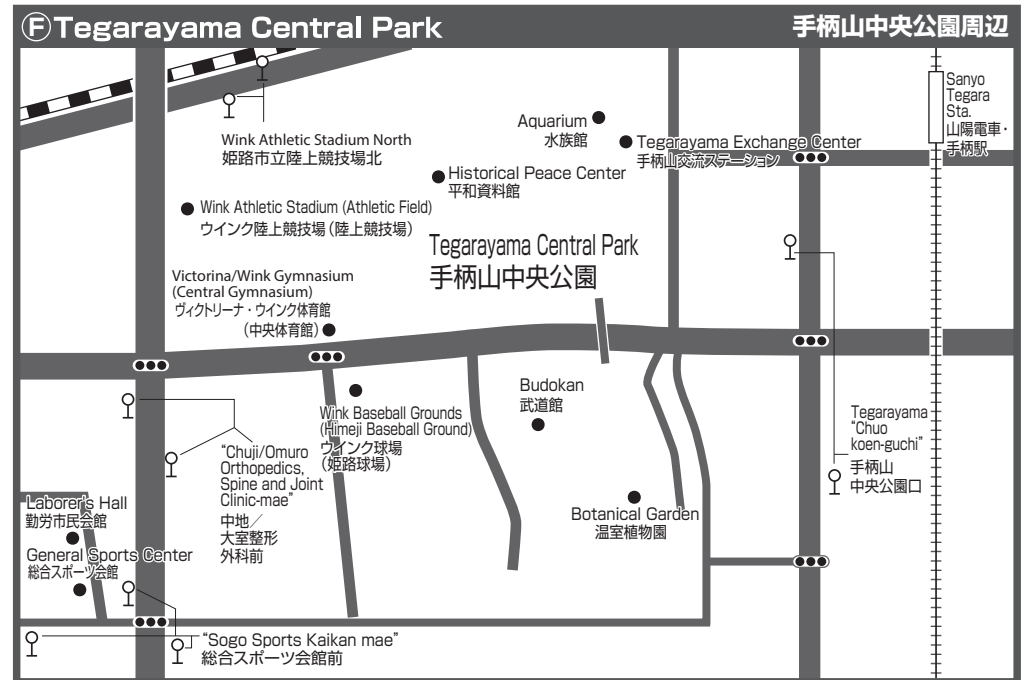 Ⓕ Tegarayama Central Park
手柄山中央公園周辺
Sanyo
Tegara
Sta.
山陽電車・
手柄駅
Aquarium
水族館
Tegarayama Exchange Center
手柄山交流ステーション
Wink Athletic Stadium North
姫路市立陸上競技場北
Historical Peace Center
平和資料館
Wink Athletic Stadium (Athletic Field)
ウインク陸上競技場（陸上競技場）
Tegarayama Central Park
手柄山中央公園
Victorina/Wink Gymnasium
(Central Gymnasium)
ヴィクトリーナ・ウインク体育館
（中央体育館）
Budokan
武道館
Wink Baseball Grounds
(Himeji Baseball Ground)
ウインク球場
（姫路球場）
Tegarayama
"Chuo
koen-guchi"
手柄山
中央公園口
"Chuji/Omuro
Orthopedics,
Spine and Joint
Clinic-mae"
中地／
大室整形
外科前
Laborer's Hall
勤労市民会館
Botanical Garden
温室植物園
General Sports Center
総合スポーツ会館
"Sogo Sports Kaikan mae"
総合スポーツ会館前